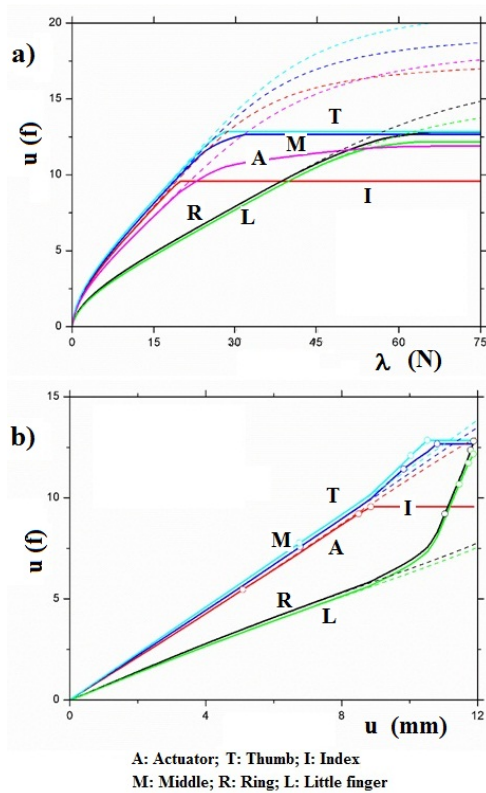 a)
20
15
10
5
0
u (f)
T
M
A
I
R
L
0 15 30 45 60 75
λ (N)
b)
15
10
5
0
u (f)
T
M
I
A
R
L
0 4 8 12
u (mm)
A: Actuator; T: Thumb; I: Index
M: Middle; R: Ring; L: Little finger